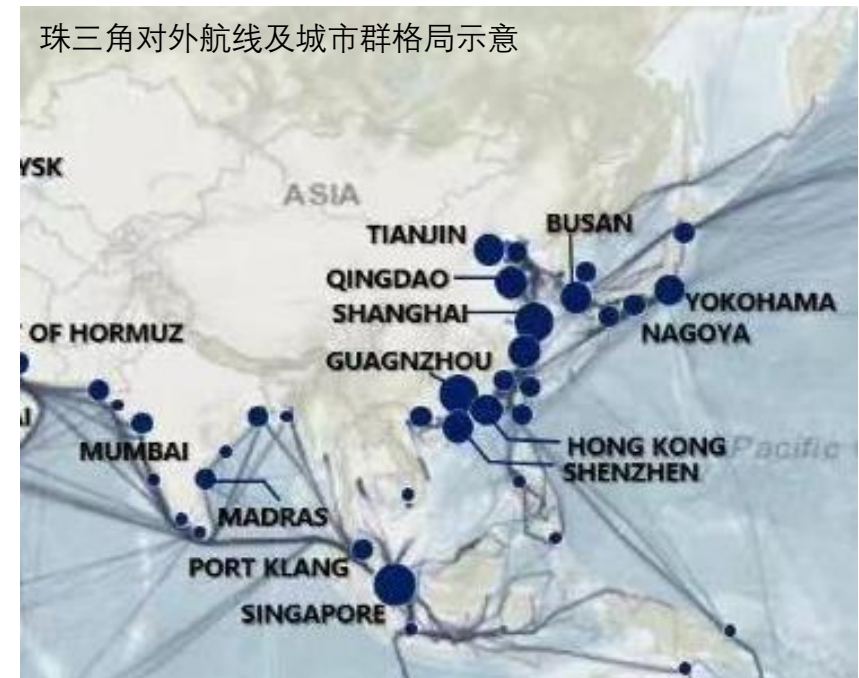 珠三角对外航线及城市群格局示意
YSK
ASIA
TIANJIN
BUSAN
QINGDAO
SHANGHAI
YOKOHAMA
NAGOYA
OF HORMUZ
GUAGNZHOU
MUMBAI
HONG KONG
Pacific
SHENZHEN
MADRAS
PORT KLANG
SINGAPORE